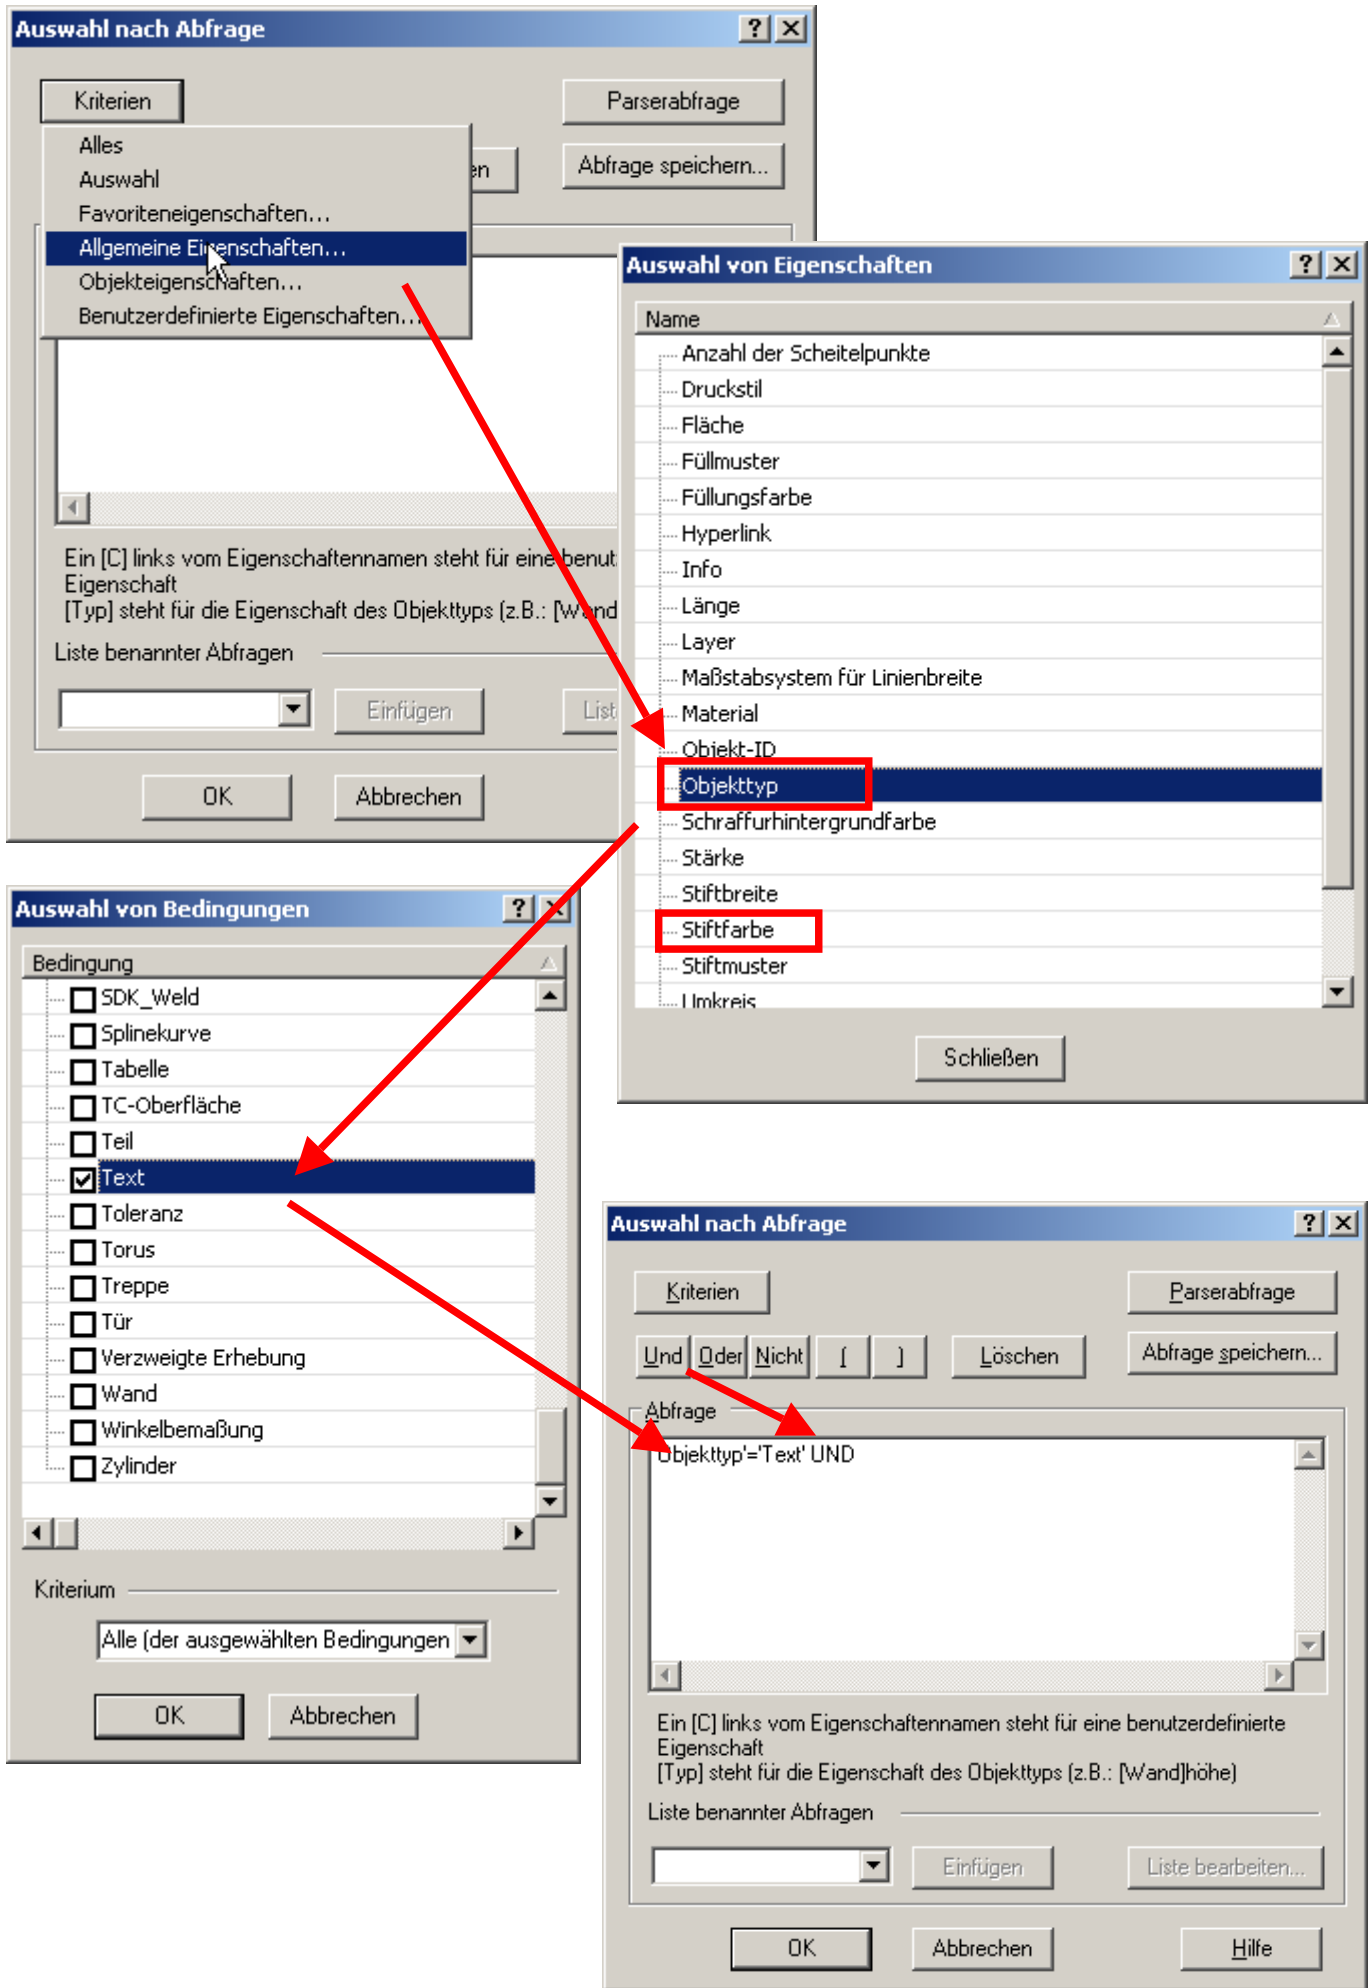 Auswahl nach Abfrage
Kriterien
Parserabfrage
Alles
Auswahl
Favoriteneigenschaften...
Allgemeine Eigenschaften...
Objekteigenschaften...
Benutzerdefinierte Eigenschaften...
en
Abfrage speichern...
Ein [C] links vom Eigenschaftennamen steht für eine benut
Eigenschaft
[Typ] steht für die Eigenschaft des Objekttyps (z.B.: [Wand
Liste benannter Abfragen
Einfügen
List
OK
Abbrechen
Auswahl von Eigenschaften
Name
Anzahl der Scheitelpunkte
Druckstil
Fläche
Füllmuster
Füllungsfarbe
Hyperlink
Info
Länge
Layer
Maßstabsystem für Linienbreite
Material
Objekt-ID
Objekttyp
Schraffurhintergrundfarbe
Stärke
Stiftbreite
Stiftfarbe
Stiftmuster
Umkreis
Schließen
Auswahl von Bedingungen
Bedingung
SDK_Weld
Splinekurve
Tabelle
TC-Oberfläche
Teil
Text
Toleranz
Torus
Treppe
Tür
Verzweigte Erhebung
Wand
Winkelbemaßung
Zylinder
Kriterium
Alle (der ausgewählten Bedingungen
OK
Abbrechen
Auswahl nach Abfrage
Kriterien
Parserabfrage
Und
Oder
Nicht
(
)
Löschen
Abfrage speichern...
Abfrage
Objekttyp'='Text' UND
Ein [C] links vom Eigenschaftennamen steht für eine benutzerdefinierte
Eigenschaft
[Typ] steht für die Eigenschaft des Objekttyps (z.B.: [Wand]höhe)
Liste benannter Abfragen
Einfügen
Liste bearbeiten...
OK
Abbrechen
Hilfe